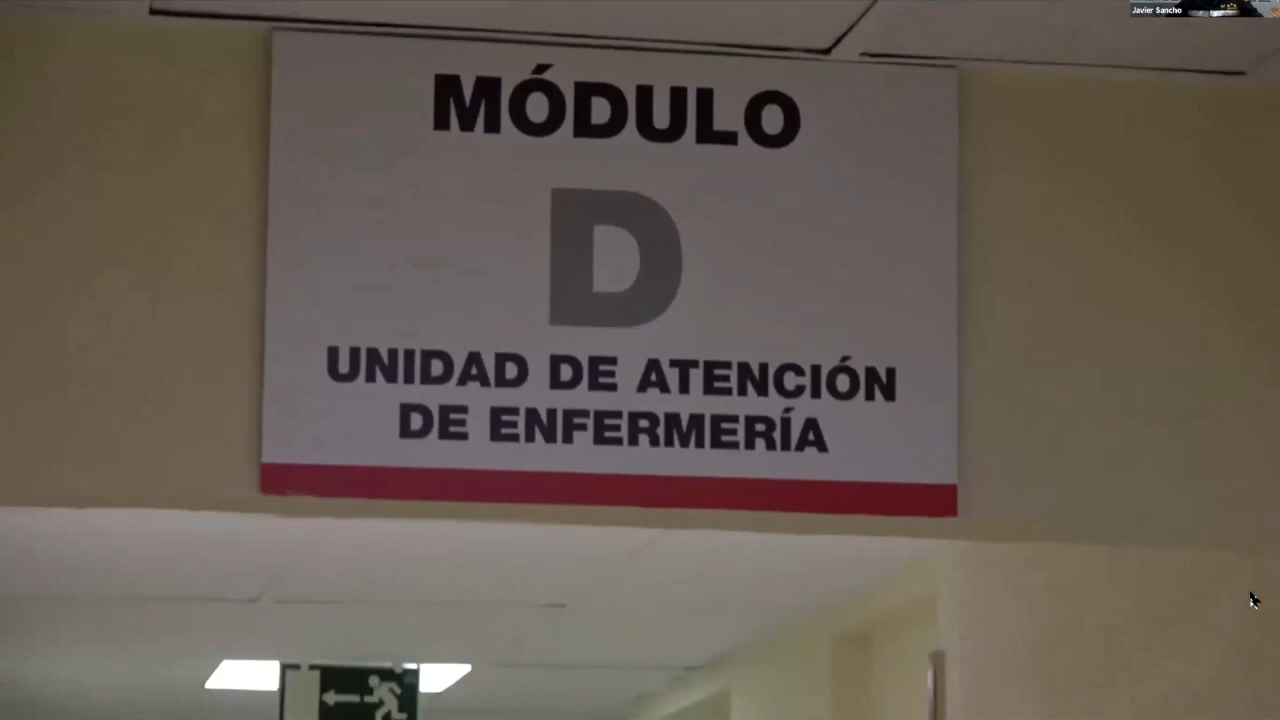 Javier Sancho
MÓDULO
D
UNIDAD DE ATENCIÓN
DE ENFERMERÍA